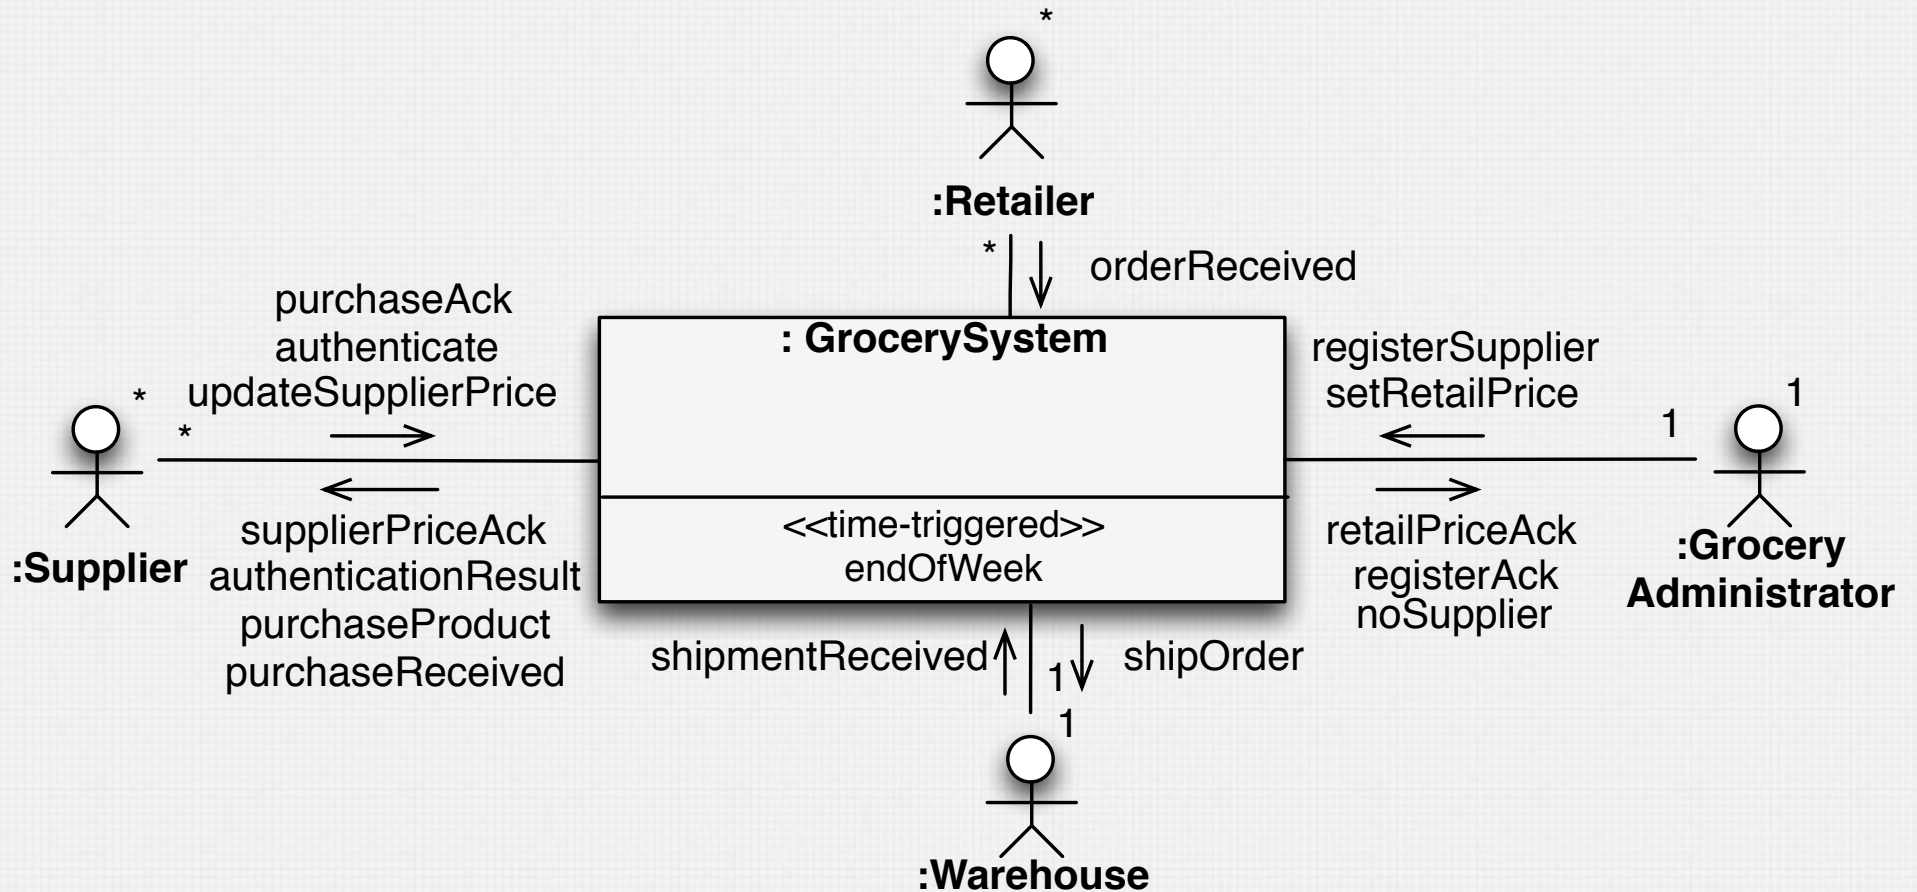 *
:Retailer
*
orderReceived
purchaseAck
authenticate
updateSupplierPrice
*
*
:Supplier
supplierPriceAck
authenticationResult
purchaseProduct
purchaseReceived
: GrocerySystem
<<time-triggered>>
endOfWeek
registerSupplier
setRetailPrice
1
1
retailPriceAck
registerAck
noSupplier
:Grocery
Administrator
shipmentReceived
1
shipOrder
1
:Warehouse